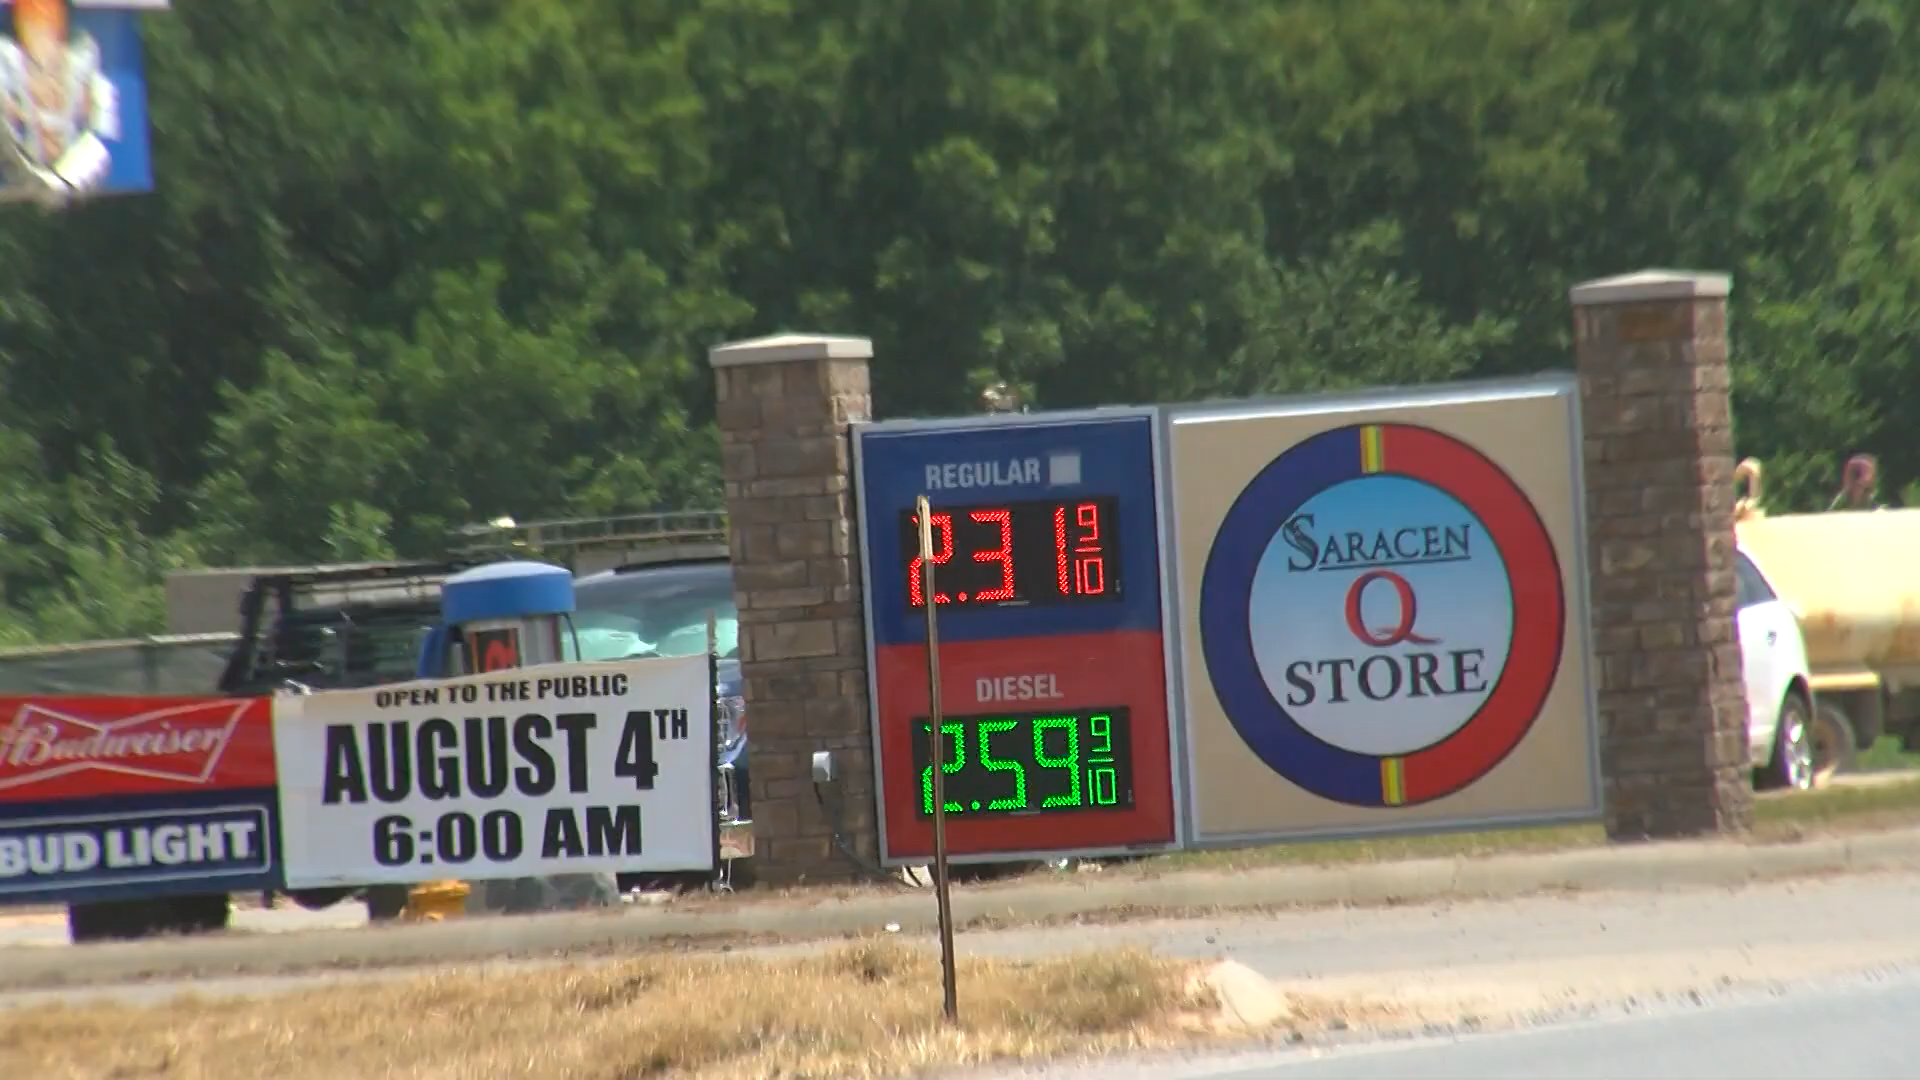 Budweiser
BUD LIGHT
OPEN TO THE PUBLIC
AUGUST 4TH
6:00 AM
REGULAR
2.31 9/10
DIESEL
2.59 9/10
SARACEN
Q
STORE